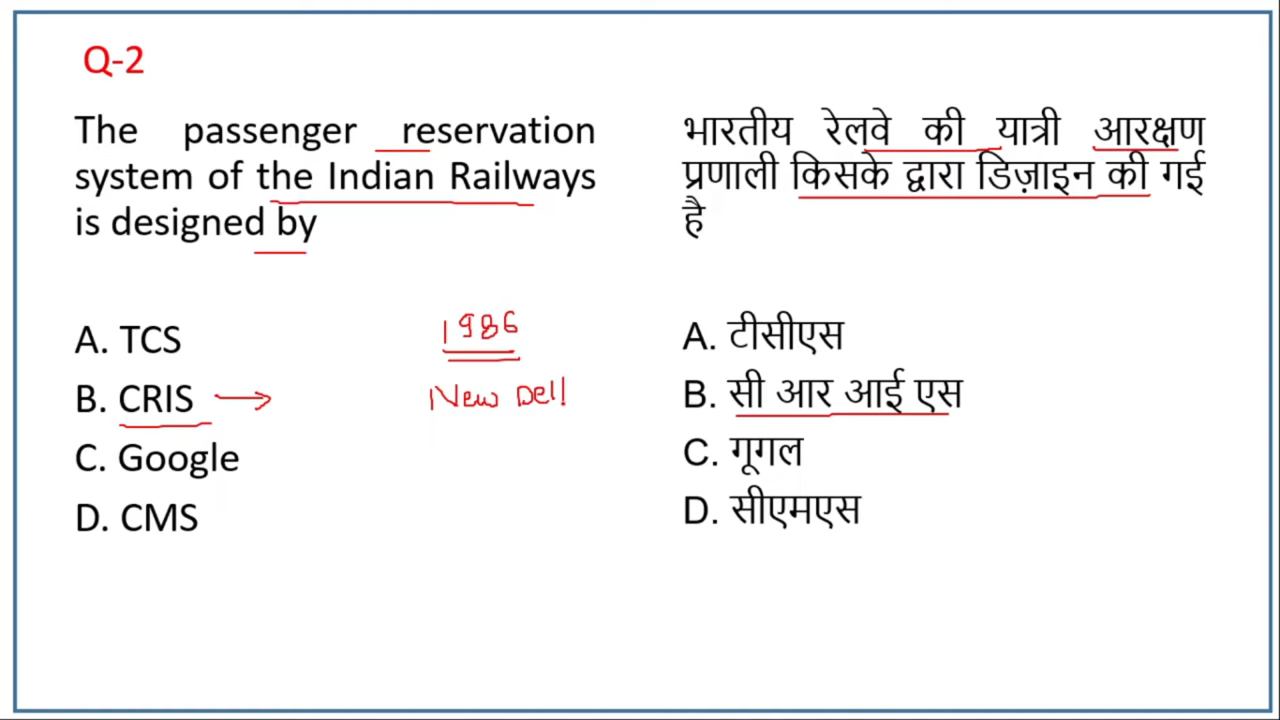 Q-2
The passenger reservation
system of the Indian Railways
is designed by
A. TCS
B. CRIS
C. Google
D. CMS
1986
New Dell
भारतीय रेलवे की यात्री आरक्षण
प्रणाली किसके द्वारा डिज़ाइन की गई
है
A. टीसीएस
B. सी आर आई एस
C. गूगल
D. सीएमएस